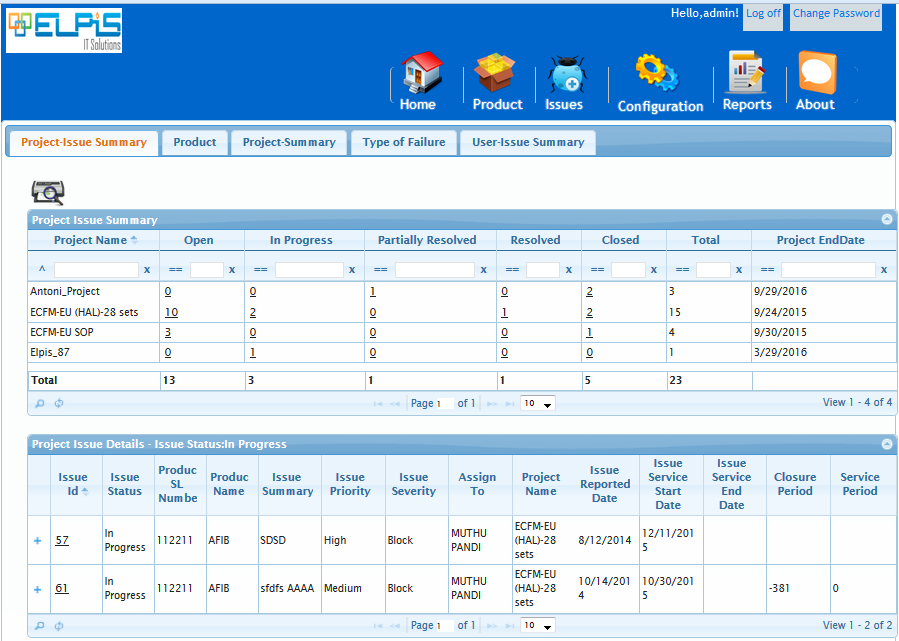 ELPIS
IT Solutions
Hello,admin! Log off Change Password
Home Product Issues Configuration Reports About
Project-Issue Summary Product Project-Summary Type of Failure User-Issue Summary
Project Issue Summary
Project Name Open In Progress Partially Resolved Resolved Closed Total Project EndDate
^ x == x == x == x == x == x == x == x
Antoni_Project 0 0 1 0 2 3 9/29/2016
ECFM-EU (HAL)-28 sets 10 2 0 1 2 15 9/24/2015
ECFM-EU SOP 3 0 0 0 1 4 9/30/2015
Elpis_87 0 1 0 0 0 1 3/29/2016
Total 13 3 1 1 5 23
Page 1 of 1 10 View 1 - 4 of 4
Project Issue Details - Issue Status:In Progress
Issue Id Issue Status Produc SL Numbe Produc Name Issue Summary Issue Priority Issue Severity Assign To Project Name Issue Reported Date Issue Service Start Date Issue Service End Date Closure Period Service Period
+ 57 In Progress 112211 AFIB SDSD High Block MUTHU PANDI ECFM-EU (HAL)-28 sets 8/12/2014 12/11/2015
+ 61 In Progress 112211 AFIB sfdfs AAAA Medium Block MUTHU PANDI ECFM-EU (HAL)-28 sets 10/14/2014 10/30/2015 -381 0
Page 1 of 1 10 View 1 - 2 of 2